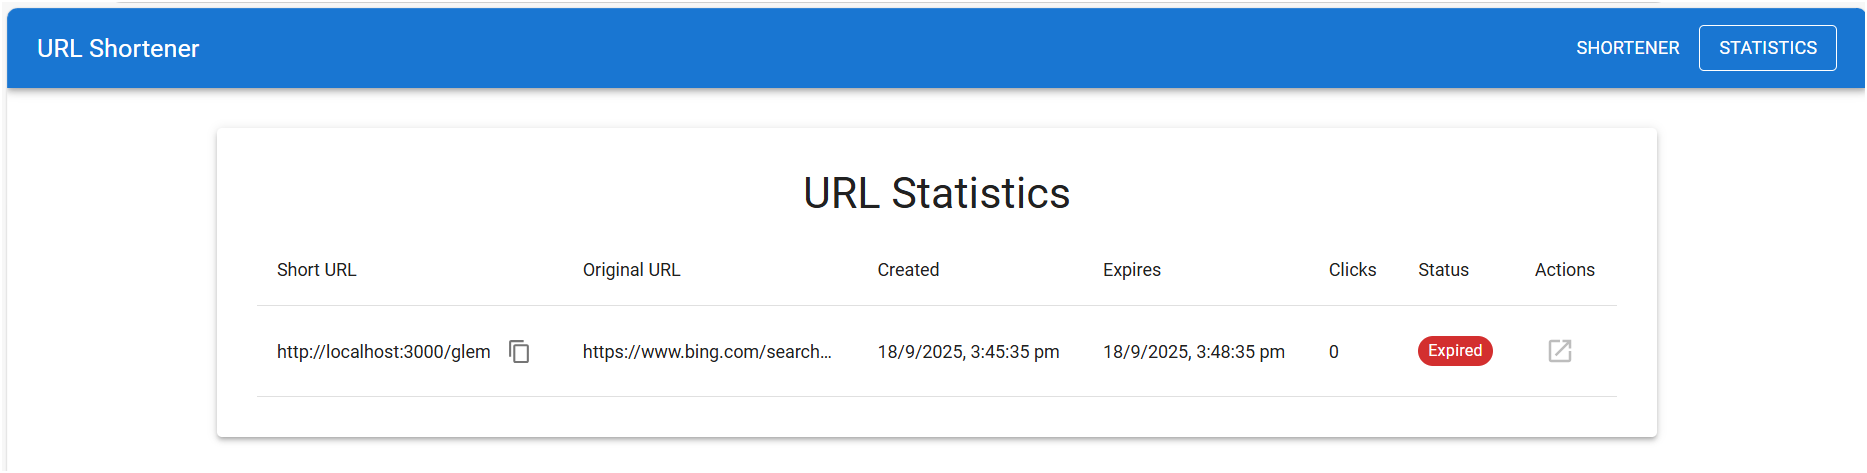 URL Shortener SHORTENER STATISTICS
URL Statistics
Short URL Original URL Created Expires Clicks Status Actions
http://localhost:3000/glem https://www.bing.com/search... 18/9/2025, 3:45:35 pm 18/9/2025, 3:48:35 pm 0 Expired